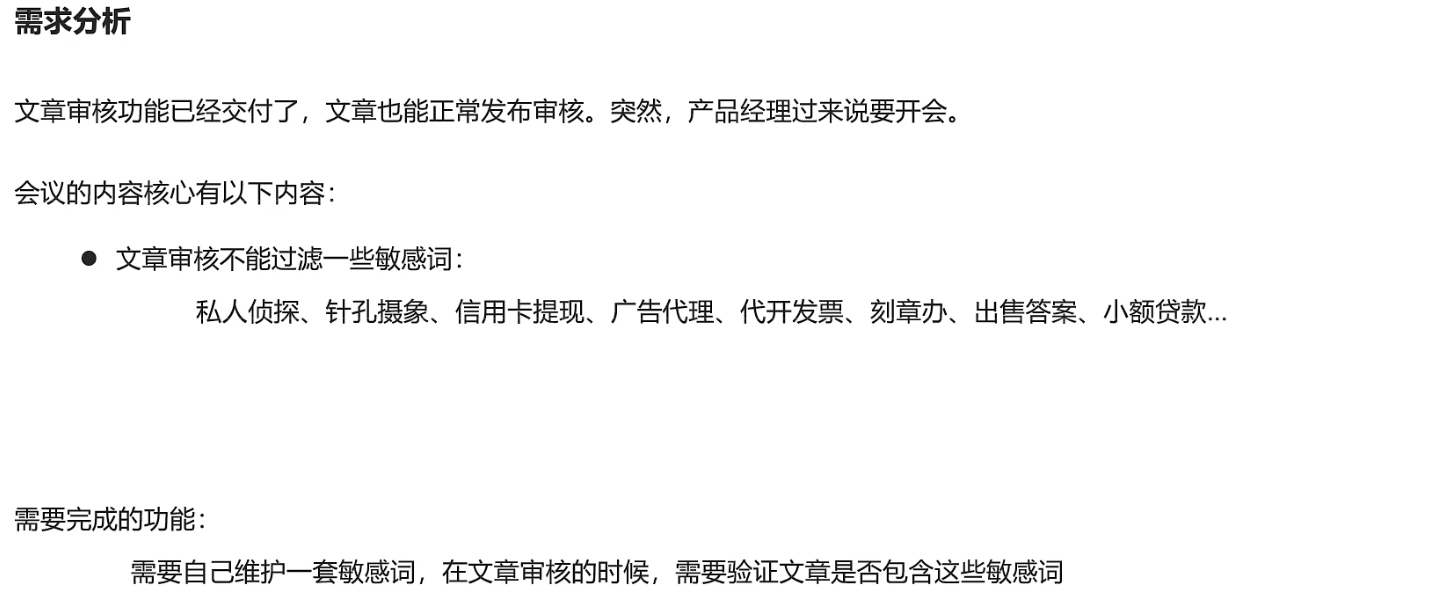 需求分析
文章审核功能已经交付了，文章也能正常发布审核。突然，产品经理过来说要开会。
会议的内容核心有以下内容：
● 文章审核不能过滤一些敏感词：
私人侦探、针孔摄象、信用卡提现、广告代理、代开发票、刻章办、出售答案、小额贷款…
需要完成的功能：
需要自己维护一套敏感词，在文章审核的时候，需要验证文章是否包含这些敏感词